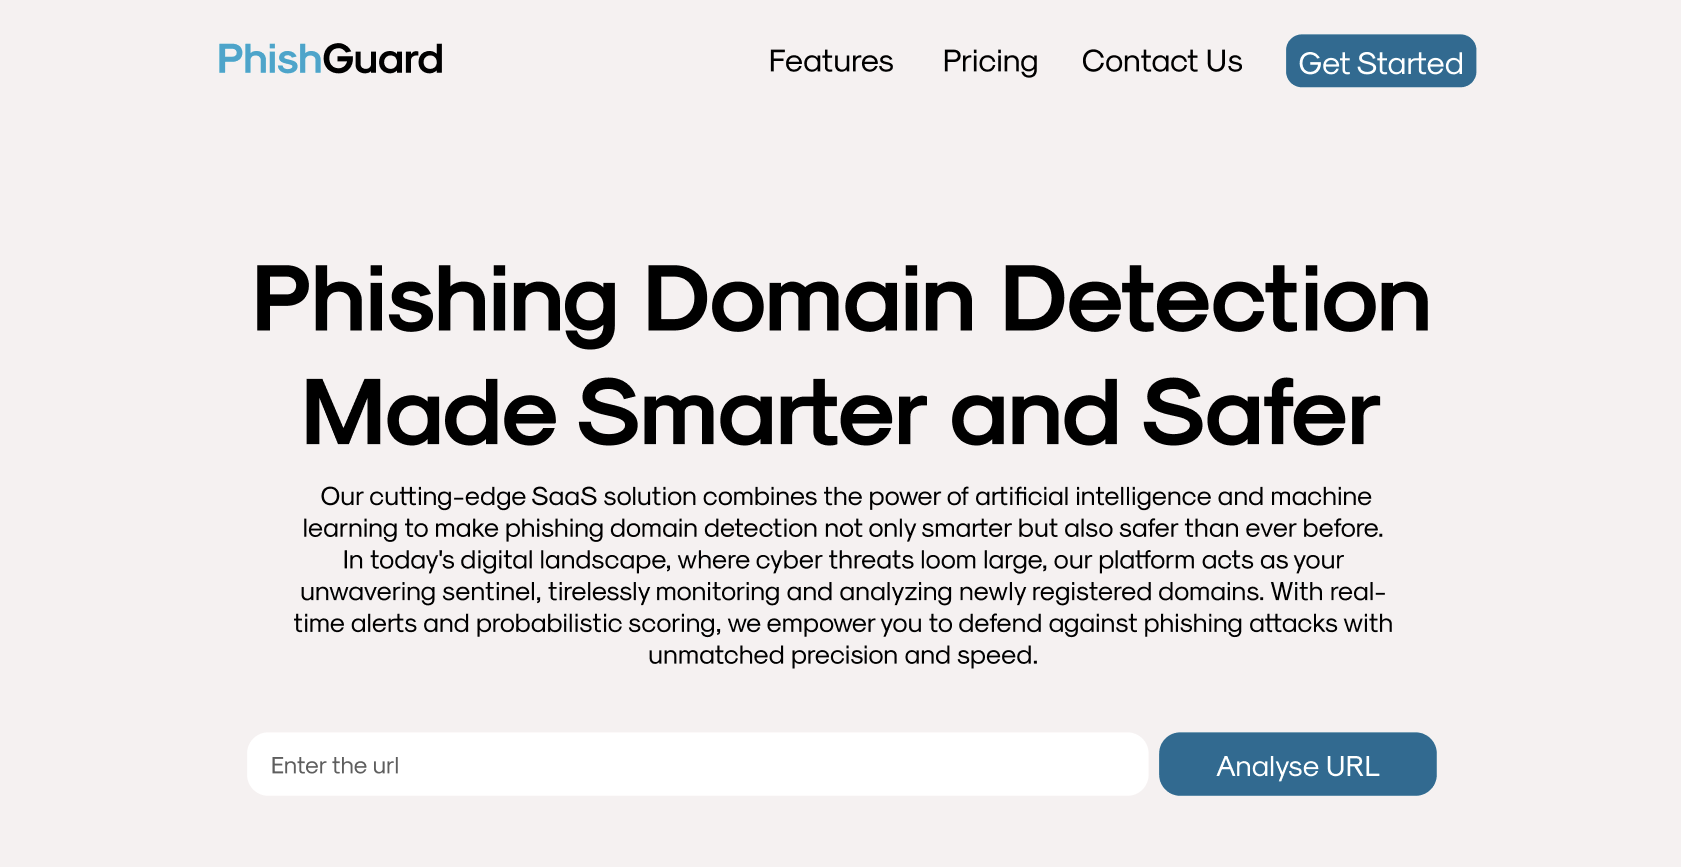 PhishGuard
Features
Pricing
Contact Us
Get Started
Phishing Domain Detection
Made Smarter and Safer
Our cutting-edge SaaS solution combines the power of artificial intelligence and machine
learning to make phishing domain detection not only smarter but also safer than ever before.
In today's digital landscape, where cyber threats loom large, our platform acts as your
unwavering sentinel, tirelessly monitoring and analyzing newly registered domains. With real-
time alerts and probabilistic scoring, we empower you to defend against phishing attacks with
unmatched precision and speed.
Enter the url
Analyse URL